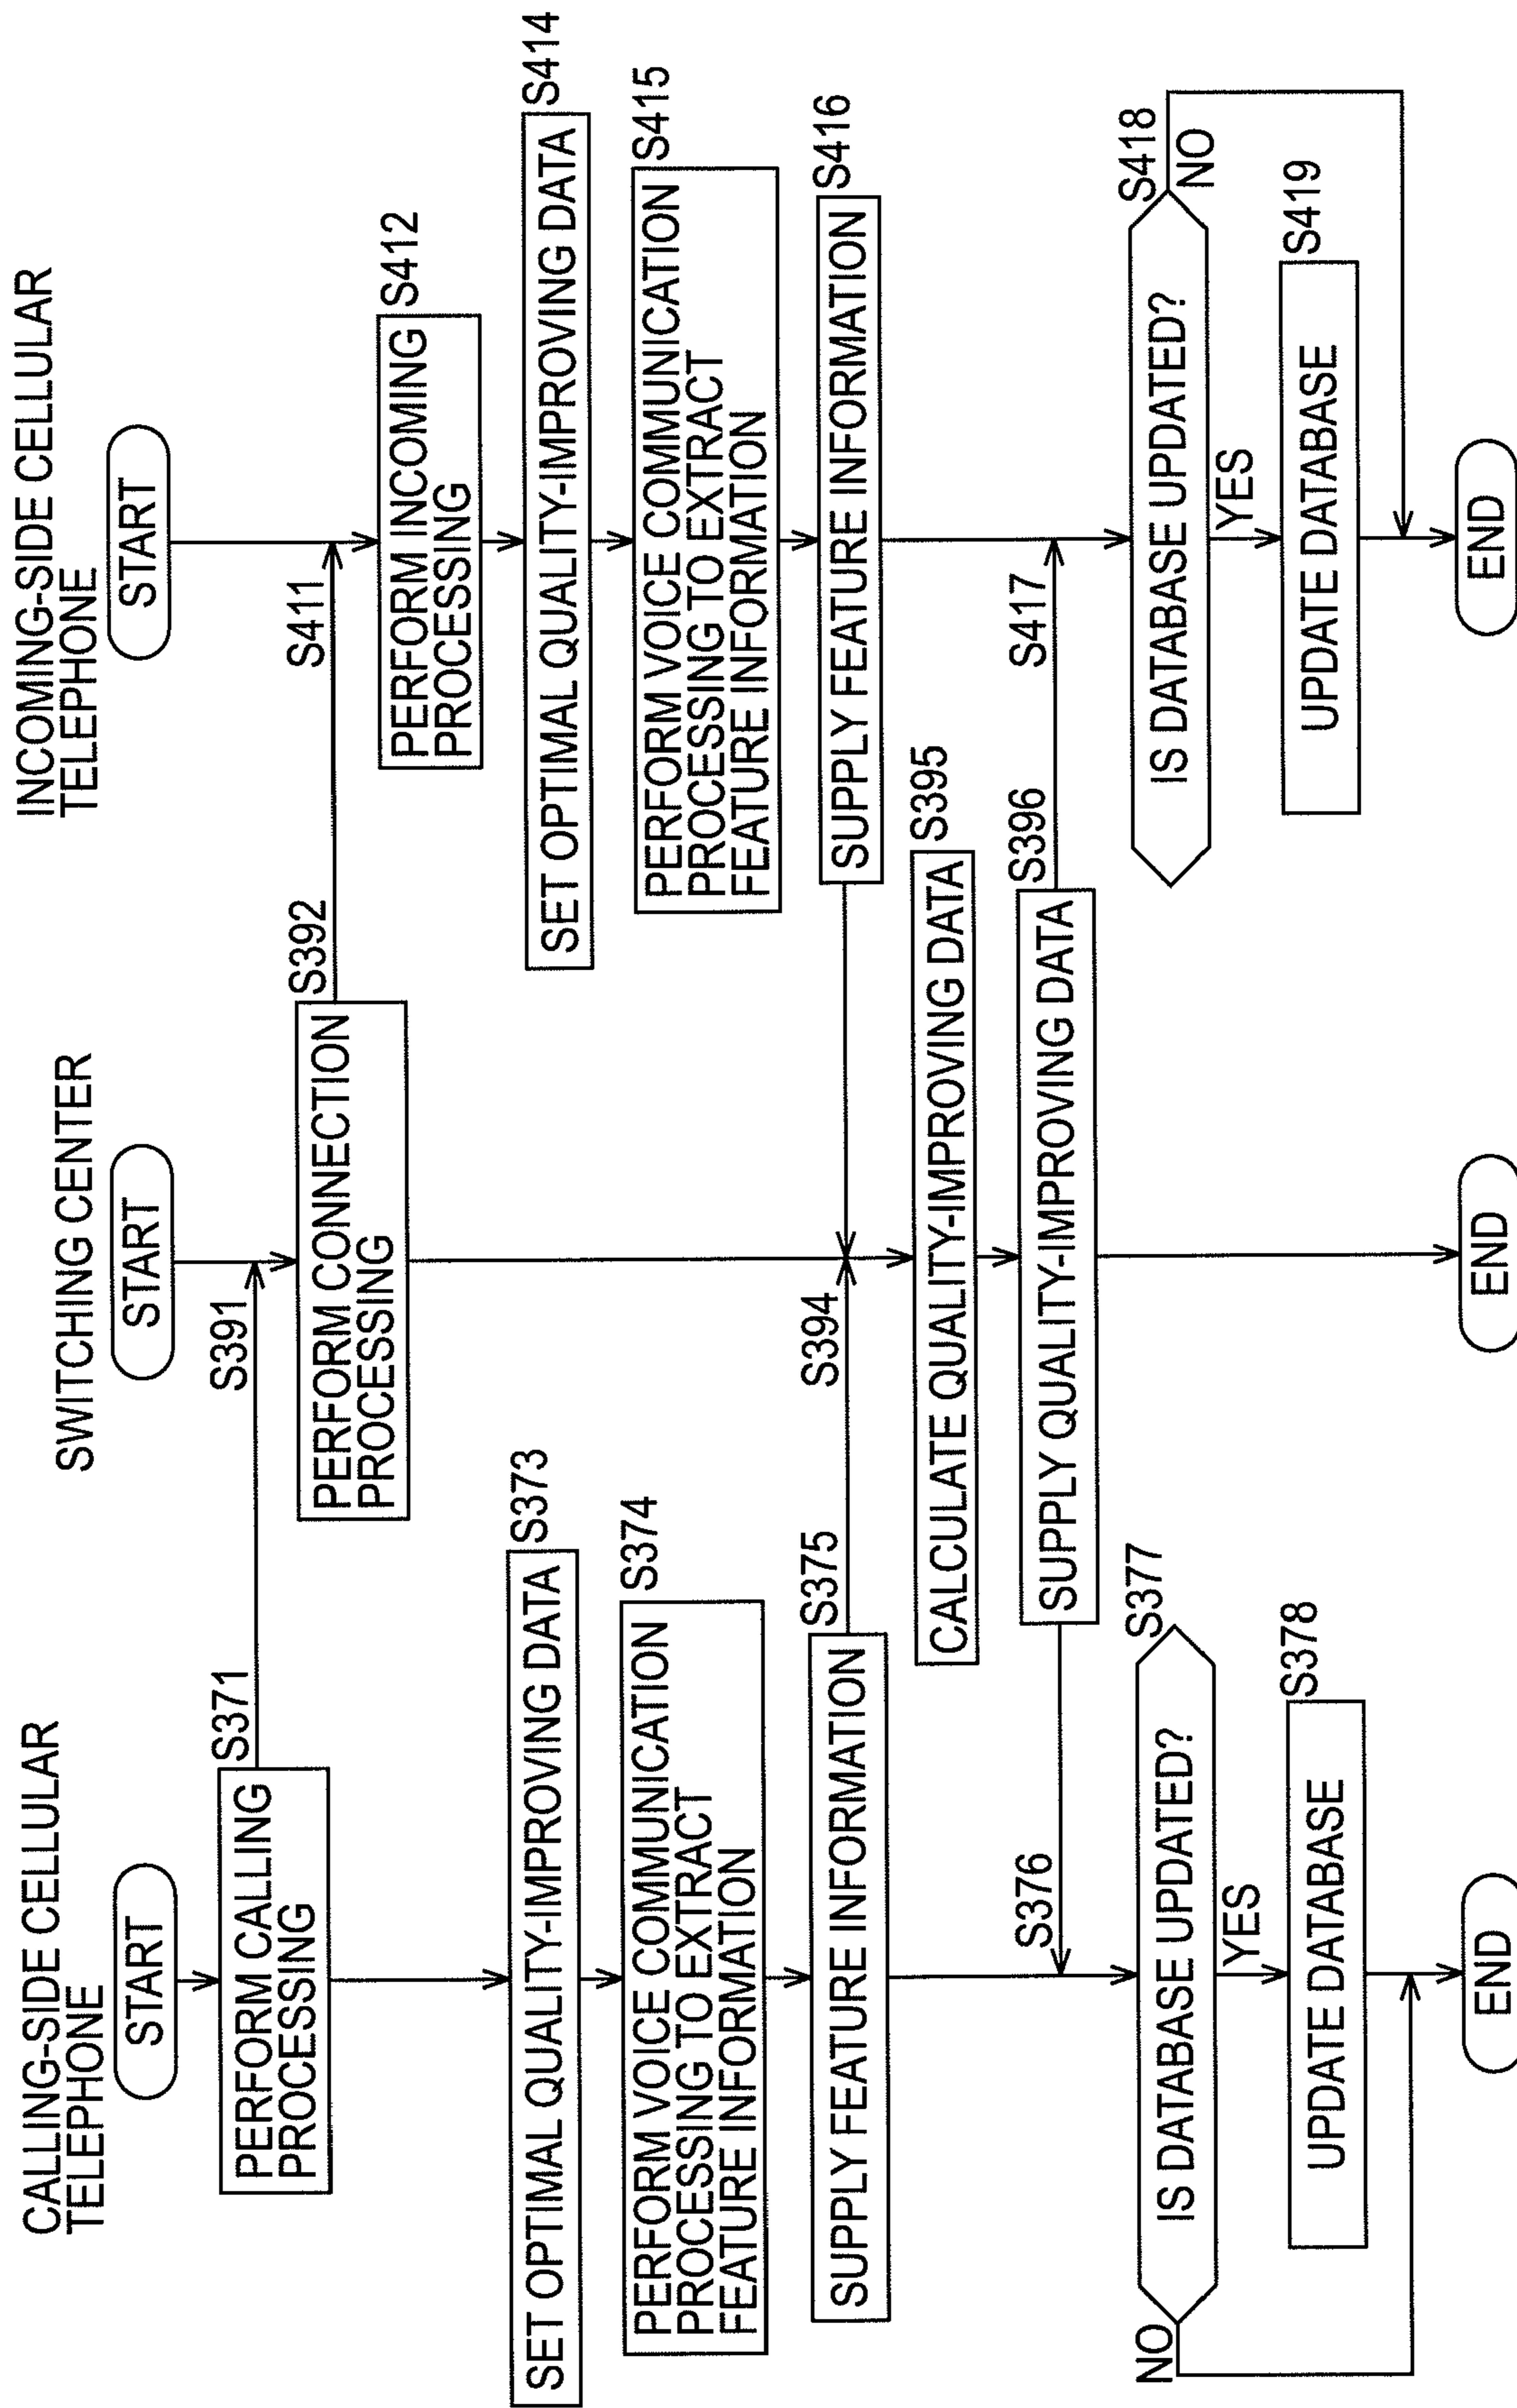 CALLING-SIDE CELLULAR
TELEPHONE
START
PERFORM CALLING
PROCESSING
S371
SET OPTIMAL QUALITY-IMPROVING DATA
S373
PERFORM VOICE COMMUNICATION
PROCESSING TO EXTRACT
FEATURE INFORMATION
S374
SUPPLY FEATURE INFORMATION
S375
S376
IS DATABASE UPDATED?
S377
NO
YES
UPDATE DATABASE
S378
END
SWITCHING CENTER
START
S391
PERFORM CONNECTION
PROCESSING
S392
S394
CALCULATE QUALITY-IMPROVING DATA
S395
SUPPLY QUALITY-IMPROVING DATA
S396
END
INCOMING-SIDE CELLULAR
TELEPHONE
START
S411
PERFORM INCOMING
PROCESSING
S412
SET OPTIMAL QUALITY-IMPROVING DATA
S414
PERFORM VOICE COMMUNICATION
PROCESSING TO EXTRACT
FEATURE INFORMATION
S415
SUPPLY FEATURE INFORMATION
S416
S417
IS DATABASE UPDATED?
S418
NO
YES
UPDATE DATABASE
S419
END